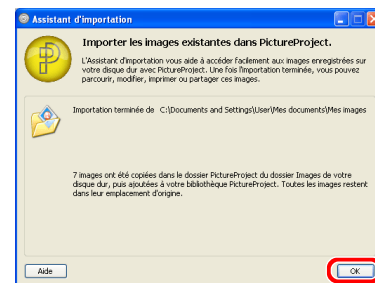 Assistant d'importation
Importer les images existantes dans PictureProject.
L'Assistant d'importation vous aide à accéder facilement aux images enregistrées sur
votre disque dur avec PictureProject. Une fois l'importation terminée, vous pouvez
parcourir, modifier, imprimer ou partager ces images.
Importation terminée de C:\Documents and Settings\User\Mes documents\Mes images
7 images ont été copiées dans le dossier PictureProject du dossier Images de votre
disque dur, puis ajoutées à votre bibliothèque PictureProject. Toutes les images restent
dans leur emplacement d'origine.
Aide
OK